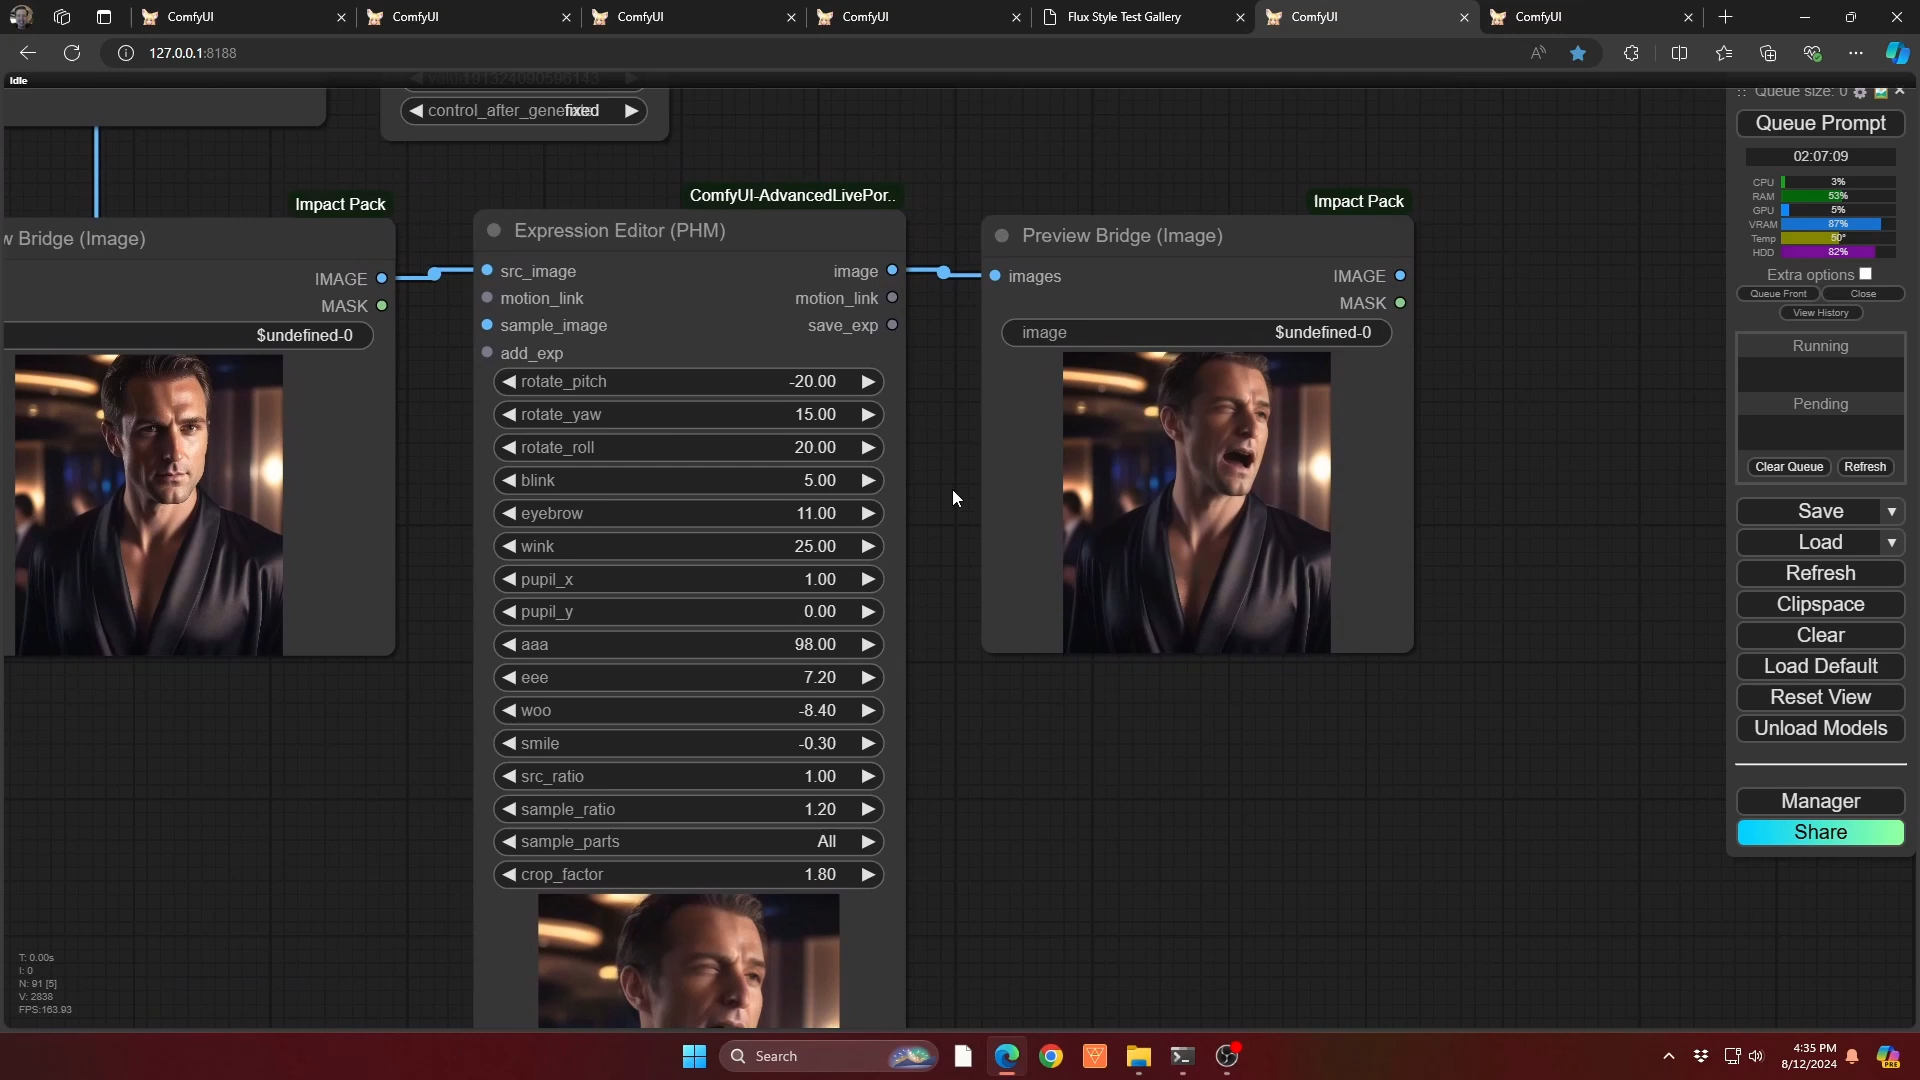 ComfyUI
ComfyUI
ComfyUI
ComfyUI
Flux Style Test Gallery
ComfyUI
ComfyUI
127.0.0.1:8188
Idle
191324090596143
control_after_generate fixed
Queue size: 0
Queue Prompt
02:07:09
CPU 3%
RAM 53%
GPU 5%
VRAM 87%
Temp 50°
HDD 82%
Extra options
Queue Front Close
View History
Running
Pending
Clear Queue Refresh
Save
Load
Refresh
Clipspace
Clear
Load Default
Reset View
Unload Models
Manager
Share
Impact Pack
w Bridge (Image)
IMAGE
MASK
$undefined-0
ComfyUI-AdvancedLivePor..
Expression Editor (PHM)
src_image image
motion_link motion_link
sample_image save_exp
add_exp
rotate_pitch -20.00
rotate_yaw 15.00
rotate_roll 20.00
blink 5.00
eyebrow 11.00
wink 25.00
pupil_x 1.00
pupil_y 0.00
aaa 98.00
eee 7.20
woo -8.40
smile -0.30
src_ratio 1.00
sample_ratio 1.20
sample_parts All
crop_factor 1.80
Impact Pack
Preview Bridge (Image)
images IMAGE
MASK
image $undefined-0
T: 0.00s
I: 0
N: 91 [5]
V: 2838
FPS:163.93
Search
4:35 PM
8/12/2024
PRE